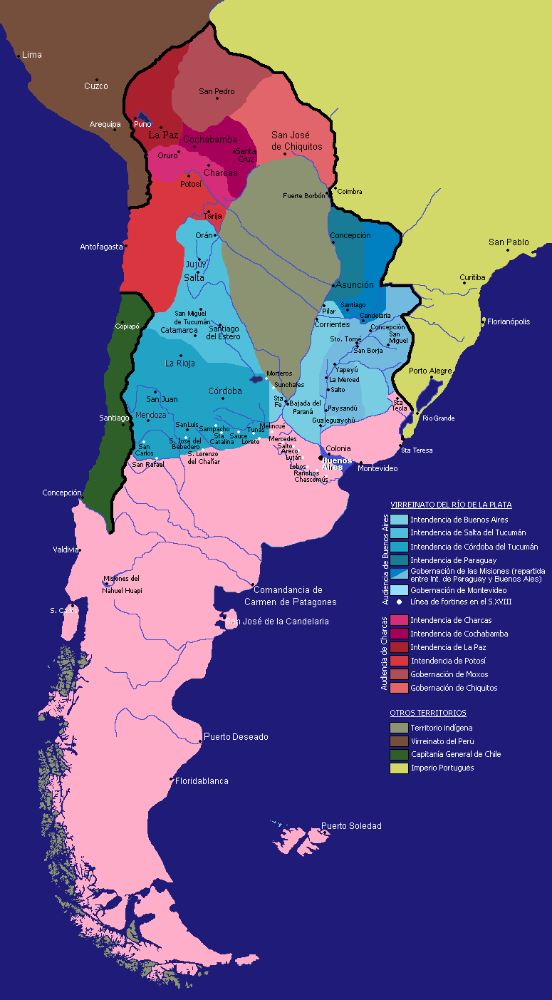 Lima
Cuzco
San Pedro
Arequipa
Puno
La Paz
Cochabamba
San José
de Chiquitos
Santa
Cruz
Oruro
Charcas
Potosí
Coimbra
Fuerte Borbón
Tarija
Orán
Concepción
Antofagasta
San Pablo
Jujuy
Salta
Curitiba
Asunción
Santiago
Pilar
San Miguel
de Tucumán
Candelaria
Florianópolis
Copiapó
Catamarca
Santiago
del Estero
Corrientes
Concepción
San
Miguel
Sto. Tomé
San Borja
La Rioja
Yapeyú
Porto Alegre
Morteros
La Merced
Sunchales
Salto
Córdoba
San Juan
Sta
Fe
Bajada del
Paraná
Sta
Tecla
Paysandú
Santiago
Mendoza
Rio Grande
Gualeguaychú
SanLuis
Sampacho
Melincué
Tunas
Sta
Catalina
Sauce
Loreto
Mercedes
S. José del
Bebedero
Salto
Areco
San
Carlos
Colonia
Sta Teresa
S. Lorenzo
del Chañar
Luján
Buenos
Aires
San Rafael
Lobos
Montevideo
Ranchos
Chascomús
Concepción
VIRREINATO DEL RÍO DE LA PLATA
Audiencia de Buenos Aires
Intendencia de Buenos Aires
Intendencia de Salta del Tucumán
Intendencia de Córdoba del Tucumán
Intendencia de Paraguay
Gobernación de las Misiones (repartida
entre Int. de Paraguay y Buenos Aies)
Gobernación de Montevideo
Línea de fortines en el S.XVIII
Valdivia
Misiones del
Nahuel Huapi
Comandancia de
Carmen de Patagones
S. Carlos
San José de la Candelaria
Audiencia de Charcas
Intendencia de Charcas
Intendencia de Cochabamba
Intendencia de La Paz
Intendencia de Potosí
Gobernación de Moxos
Gobernación de Chiquitos
OTROS TERRITORIOS
Territorio indígena
Virreinato del Perú
Capitanía General de Chile
Imperio Portugués
Puerto Deseado
Floridablanca
Puerto Soledad